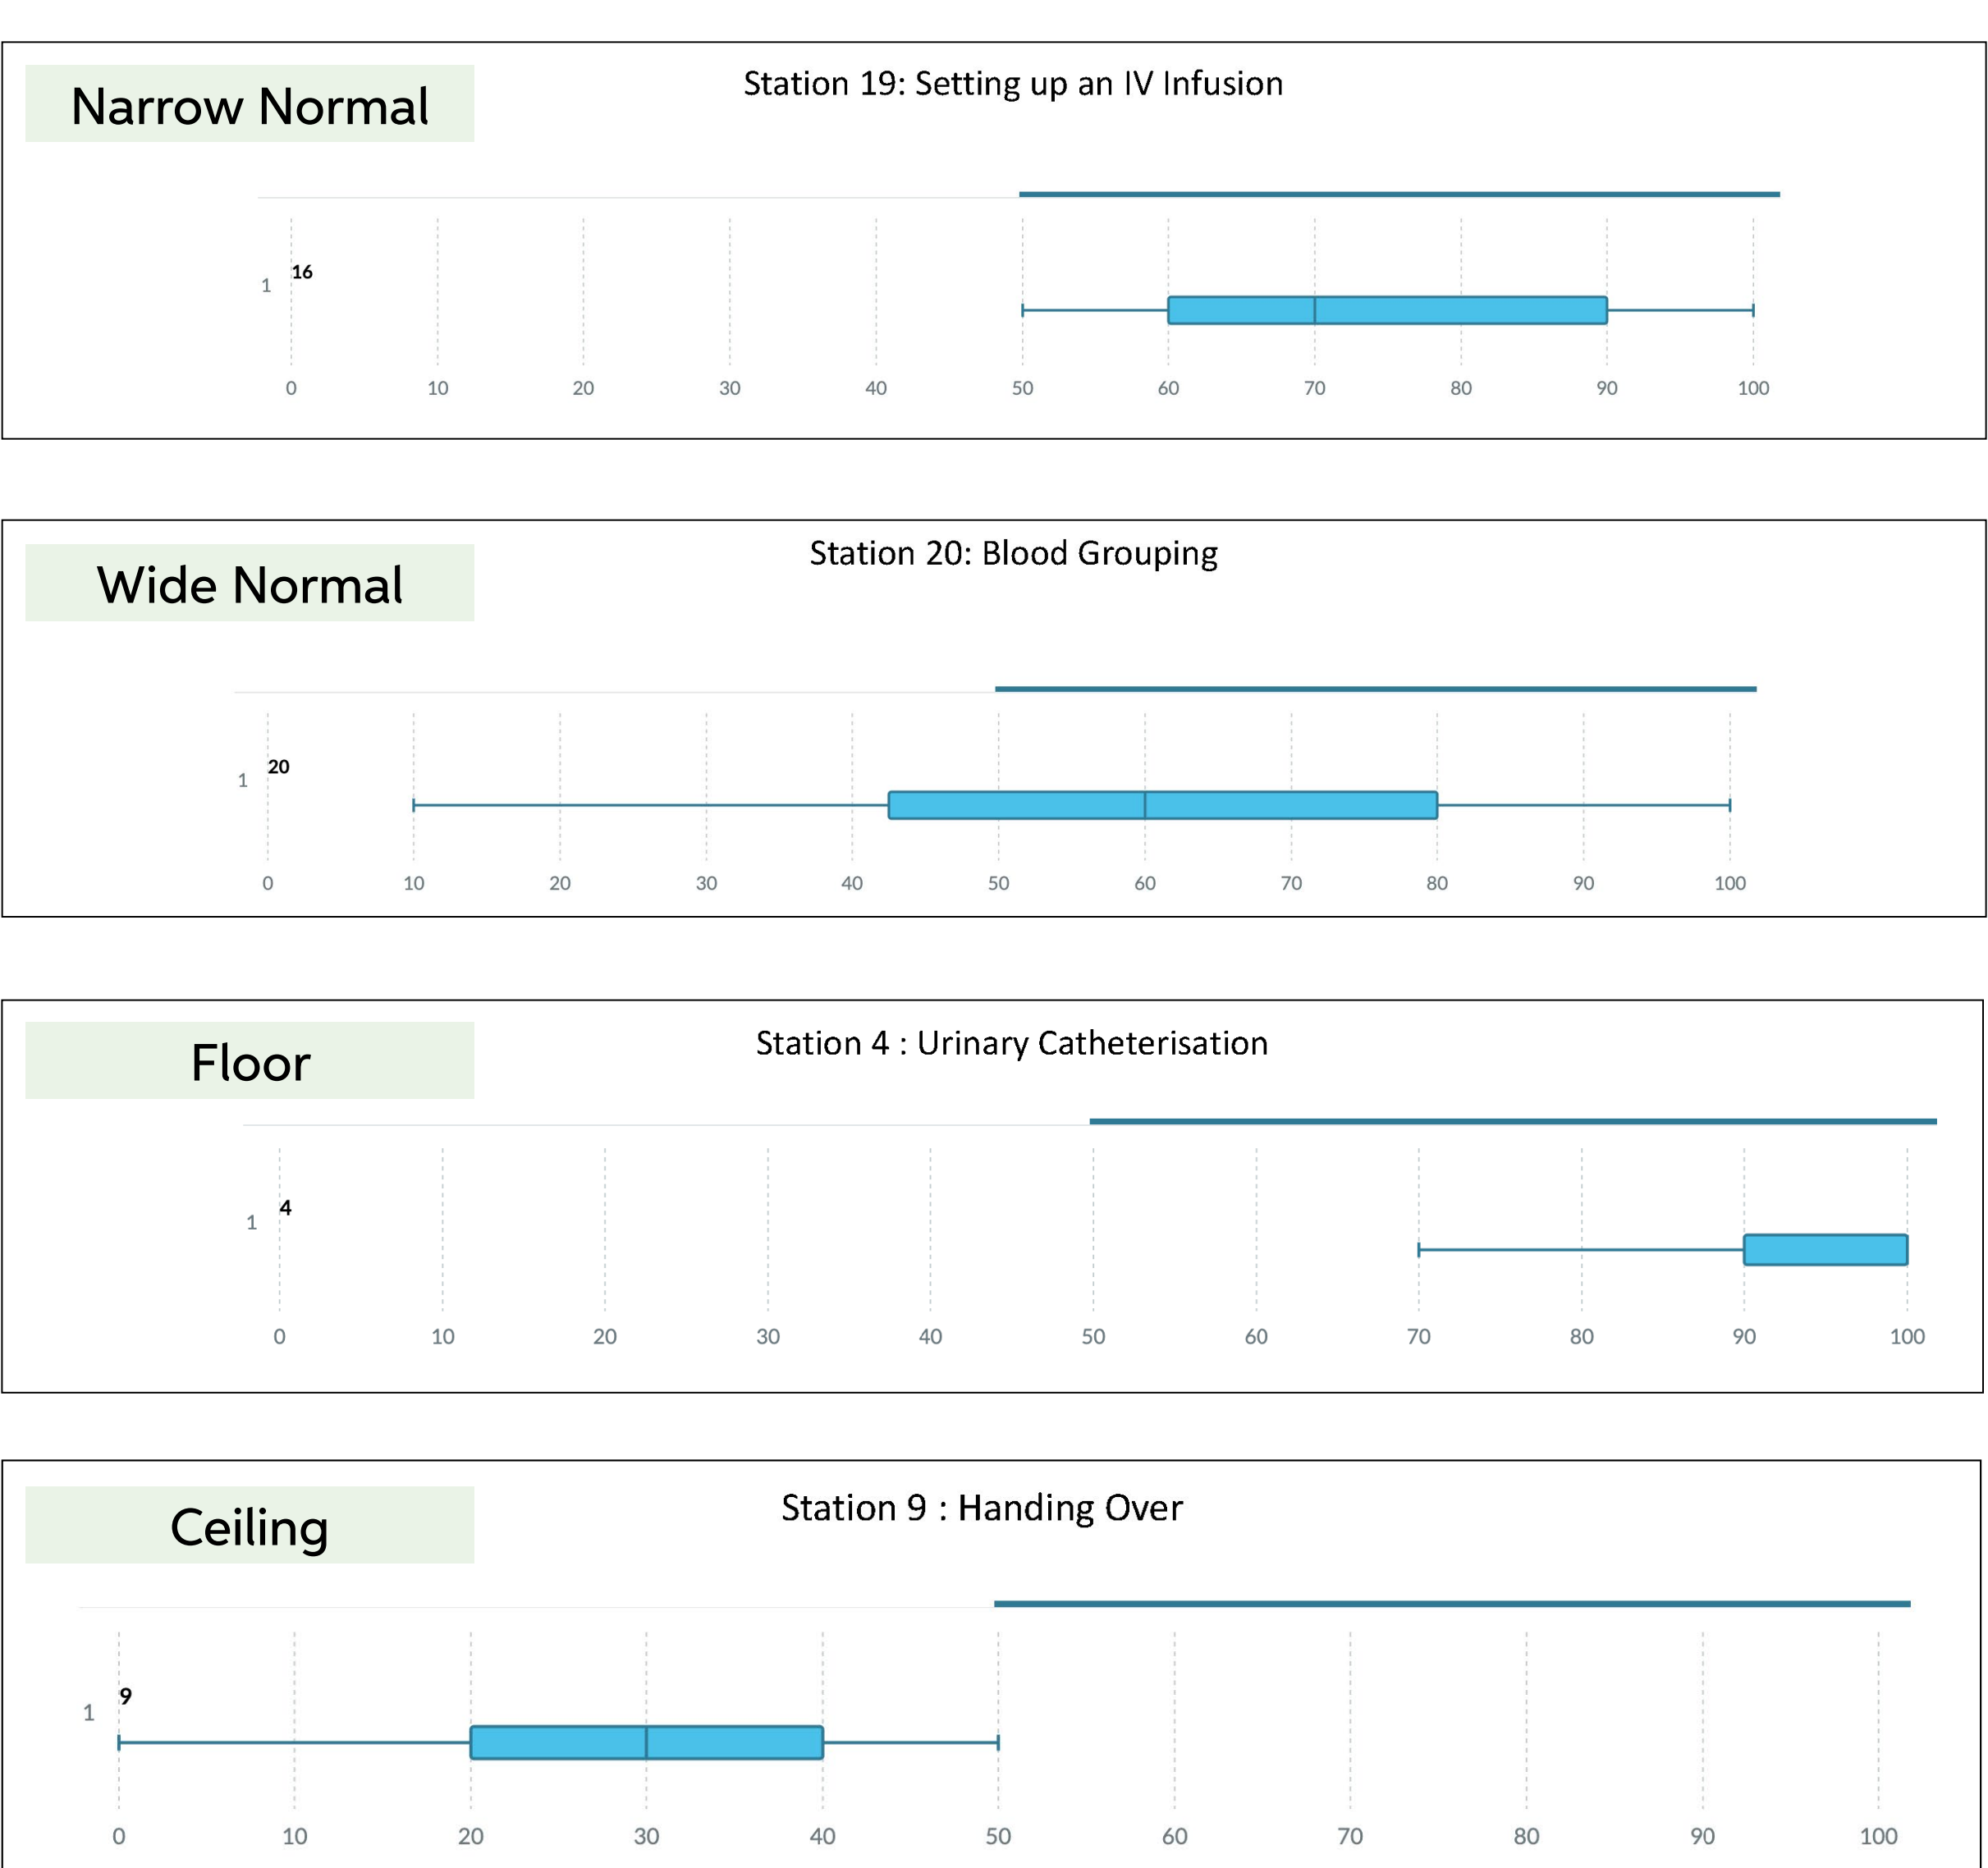 Narrow Normal
Station 19: Setting up an IV Infusion
16
1
0 10 20 30 40 50 60 70 80 90 100
Wide Normal
Station 20: Blood Grouping
20
1
0 10 20 30 40 50 60 70 80 90 100
Floor
Station 4 : Urinary Catheterisation
4
1
0 10 20 30 40 50 60 70 80 90 100
Ceiling
Station 9 : Handing Over
9
1
0 10 20 30 40 50 60 70 80 90 100